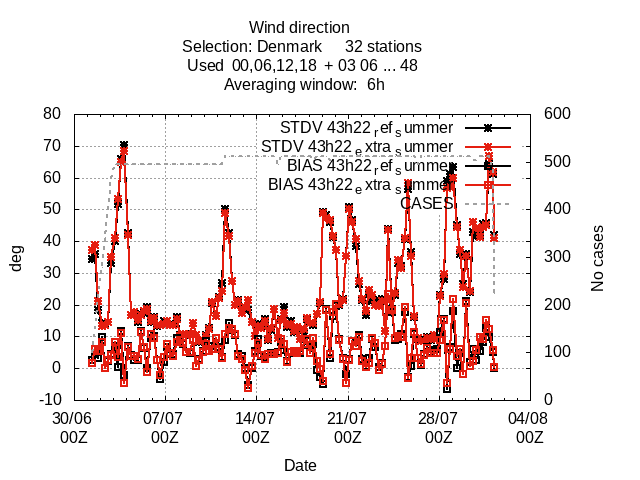 Wind direction
Selection: Denmark 32 stations
Used 00,06,12,18 + 03 06 ... 48
Averaging window: 6h
80
70
60
50
40
30
20
10
0
-10
deg
600
500
400
300
200
100
0
No cases
STDV 43h22_ref_summer
STDV 43h22_extra_summer
BIAS 43h22_ref_summer
BIAS 43h22_extra_summer
CASES
30/06 07/07 14/07 21/07 28/07 04/08
00Z 00Z 00Z 00Z 00Z 00Z
Date